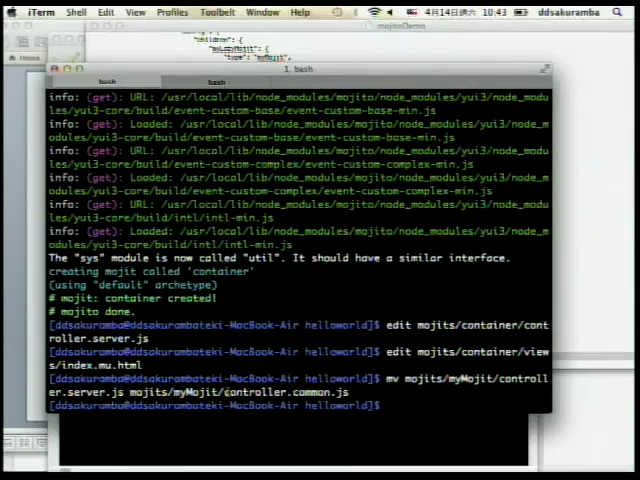 iTerm Shell Edit View Profiles Toolbelt Window Help 4月14日週六 10:43 ddsakuramba
mojitoDemo
"children": {
"myLazyMojit": {
"type": "myMojit",
Home
1. bash
bash bash
info: (get): URL: /usr/local/lib/node_modules/mojito/node_modules/yui3/node_modu
les/yui3-core/build/event-custom-base/event-custom-base-min.js
info: (get): Loaded: /usr/local/lib/node_modules/mojito/node_modules/yui3/node_m
odules/yui3-core/build/event-custom-base/event-custom-base-min.js
info: (get): URL: /usr/local/lib/node_modules/mojito/node_modules/yui3/node_modu
les/yui3-core/build/event-custom-complex/event-custom-complex-min.js
info: (get): Loaded: /usr/local/lib/node_modules/mojito/node_modules/yui3/node_m
odules/yui3-core/build/event-custom-complex/event-custom-complex-min.js
info: (get): URL: /usr/local/lib/node_modules/mojito/node_modules/yui3/node_modu
les/yui3-core/build/intl/intl-min.js
info: (get): Loaded: /usr/local/lib/node_modules/mojito/node_modules/yui3/node_m
odules/yui3-core/build/intl/intl-min.js
The "sys" module is now called "util". It should have a similar interface.
creating mojit called 'container'
(using "default" archetype)
# mojit: container created!
# mojito done.
[ddsakuramba@ddsakurambateki-MacBook-Air helloworld]$ edit mojits/container/cont
roller.server.js
[ddsakuramba@ddsakurambateki-MacBook-Air helloworld]$ edit mojits/container/view
s/index.mu.html
[ddsakuramba@ddsakurambateki-MacBook-Air helloworld]$ mv mojits/myMojit/controll
er.server.js mojits/myMojit/controller.common.js
[ddsakuramba@ddsakurambateki-MacBook-Air helloworld]$